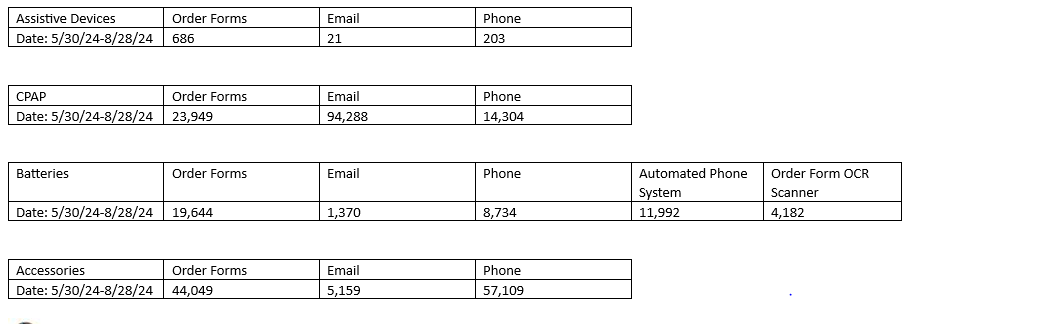 Assistive Devices Order Forms Email Phone
Date: 5/30/24-8/28/24 686 21 203
CPAP Order Forms Email Phone
Date: 5/30/24-8/28/24 23,949 94,288 14,304
Batteries Order Forms Email Phone Automated Phone System Order Form OCR Scanner
Date: 5/30/24-8/28/24 19,644 1,370 8,734 11,992 4,182
Accessories Order Forms Email Phone
Date: 5/30/24-8/28/24 44,049 5,159 57,109